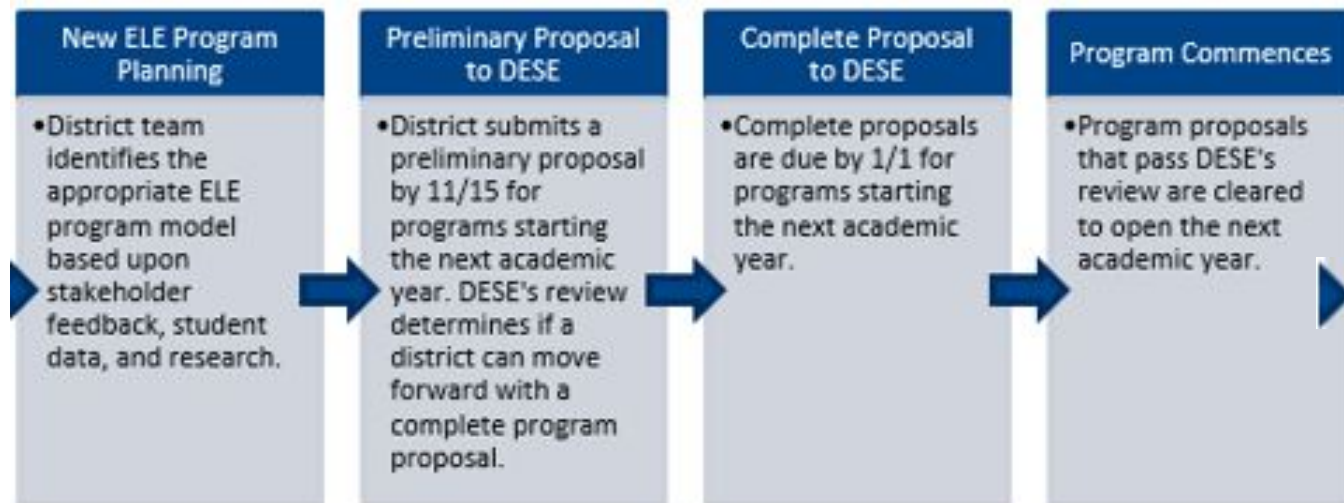 New ELE Program
Planning
•District team
identifies the
appropriate ELE
program model
based upon
stakeholder
feedback, student
data, and research.
Preliminary Proposal
to DESE
•District submits a
preliminary proposal
by 11/15 for
programs starting
the next academic
year. DESE's review
determines if a
district can move
forward with a
complete program
proposal.
Complete Proposal
to DESE
•Complete proposals
are due by 1/1 for
programs starting
the next academic
year.
Program Commences
•Program proposals
that pass DESE's
review are cleared
to open the next
academic year.